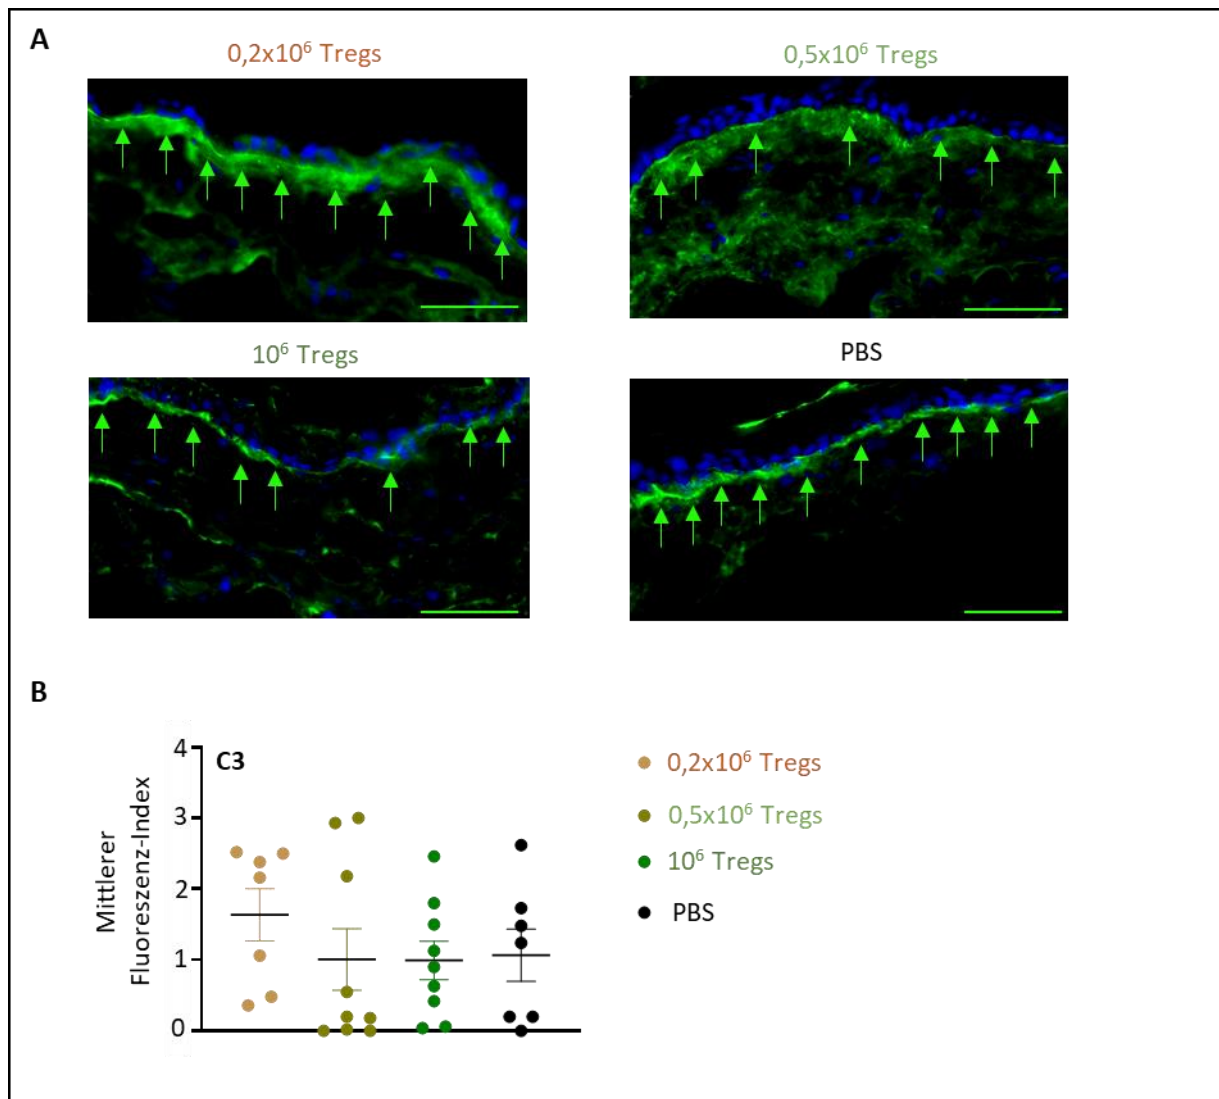 A
0,2x10⁶ Tregs
0,5x10⁶ Tregs
10⁶ Tregs
PBS
B
4
3
2
1
0
C3
Mittlerer
Fluoreszenz-Index
0,2x10⁶ Tregs
0,5x10⁶ Tregs
10⁶ Tregs
PBS